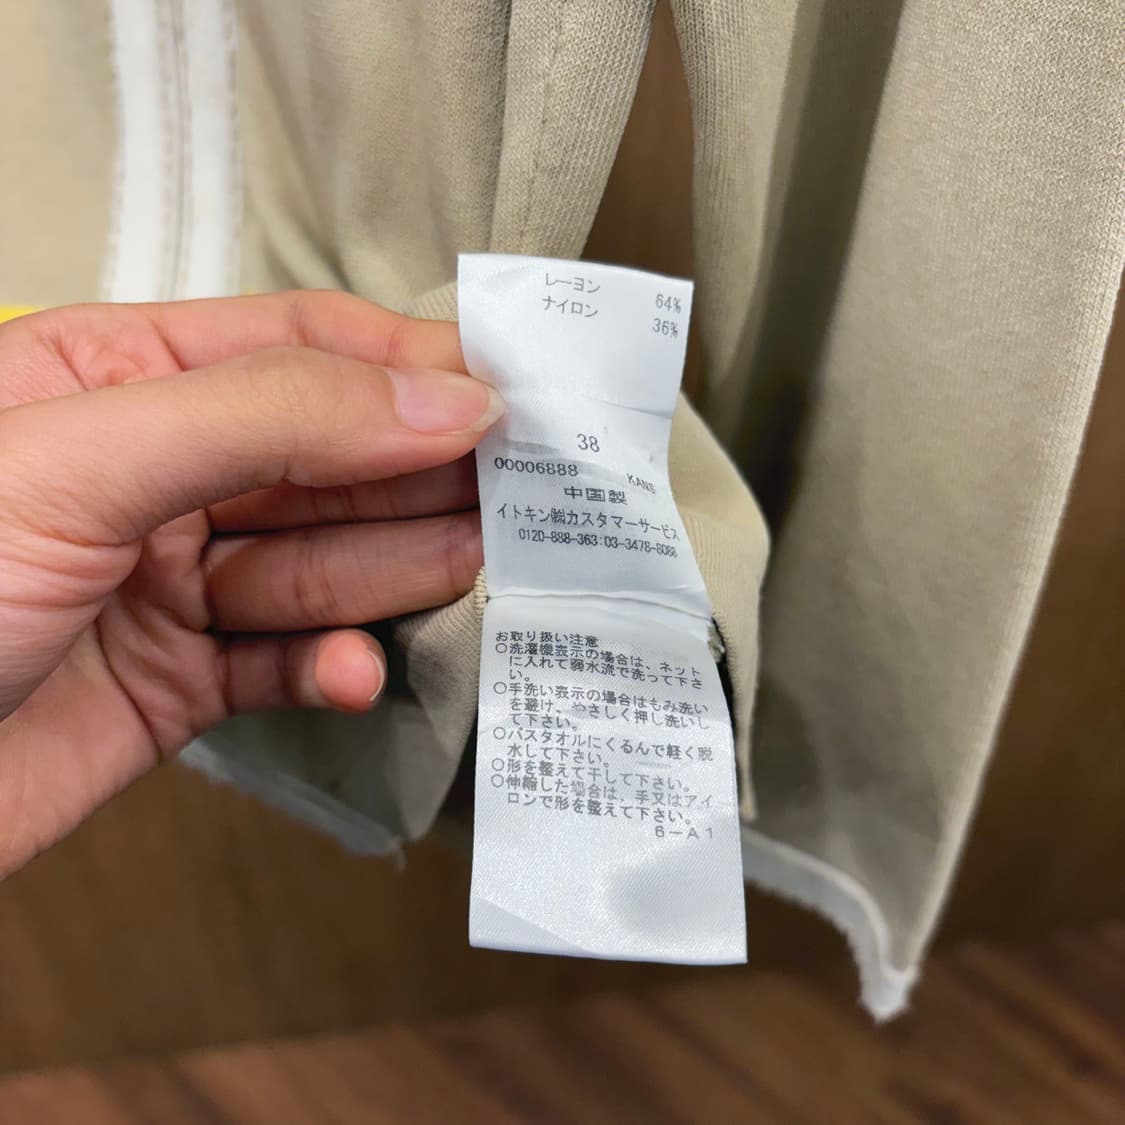 レーヨン 64%
ナイロン 36%
38
00006888 KANS
中国製
イトキン㈱カスタマーサービス
0120-888-363:03-3478-8088
お取り扱い注意
○洗濯機表示の場合は、ネット
に入れて弱水流で洗って下さ
い。
○手洗い表示の場合はもみ洗い
を避け、やさしく押し洗いし
て下さい。
○バスタオルにくるんで軽く脱
水して下さい。
○形を整えて干して下さい。
○伸縮した場合は、手又はアイ
ロンで形を整えて下さい。
6-A1